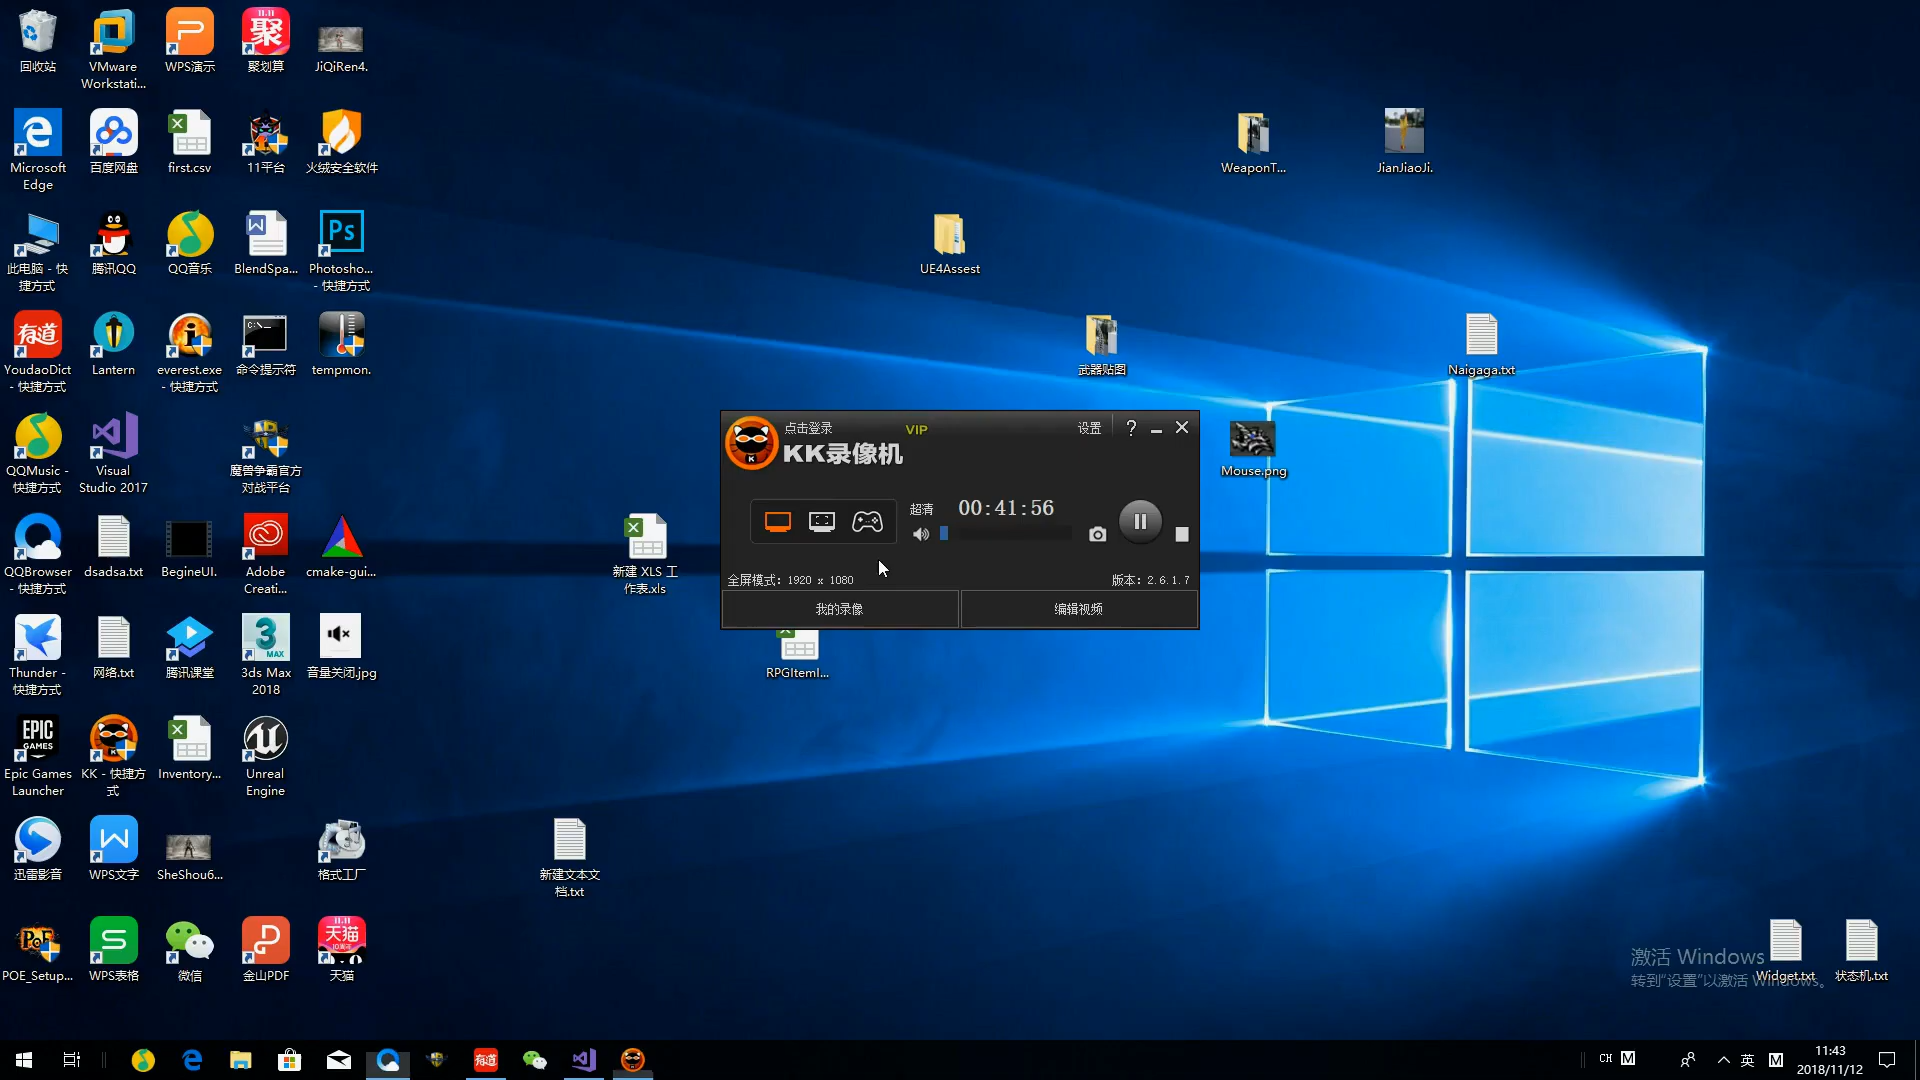 回收站
VMware
Workstati...
WPS演示
聚划算
JiQiRen4.
Microsoft
Edge
百度网盘
first.csv
11平台
火绒安全软件
WeaponT...
JianJiaoJi.
此电脑 - 快
捷方式
腾讯QQ
QQ音乐
BlendSpa...
Photosho...
- 快捷方式
UE4Assest
YoudaoDict
- 快捷方式
Lantern
everest.exe
- 快捷方式
命令提示符
tempmon.
武器贴图
Naigaga.txt
QQMusic -
快捷方式
Visual
Studio 2017
魔兽争霸官方
对战平台
点击登录
VIP
设置
KK录像机
Mouse.png
超清
00:41:56
全屏模式：1920 x 1080
版本：2.6.1.7
我的录像
编辑视频
QQBrowser
- 快捷方式
dsadsa.txt
BegineUI.
Adobe
Creati...
cmake-gui...
新建 XLS 工
作表.xls
Thunder -
快捷方式
网络.txt
腾讯课堂
3ds Max
2018
音量关闭.jpg
RPGItemI...
Epic Games
Launcher
KK - 快捷方
式
Inventory...
Unreal
Engine
迅雷影音
WPS文字
SheShou6...
格式工厂
新建文本文
档.txt
POE_Setup...
WPS表格
微信
金山PDF
天猫
激活 Windows
转到"设置"以激活 Windows。
Widget.txt
状态机.txt
CH
M
英
M
11:43
2018/11/12